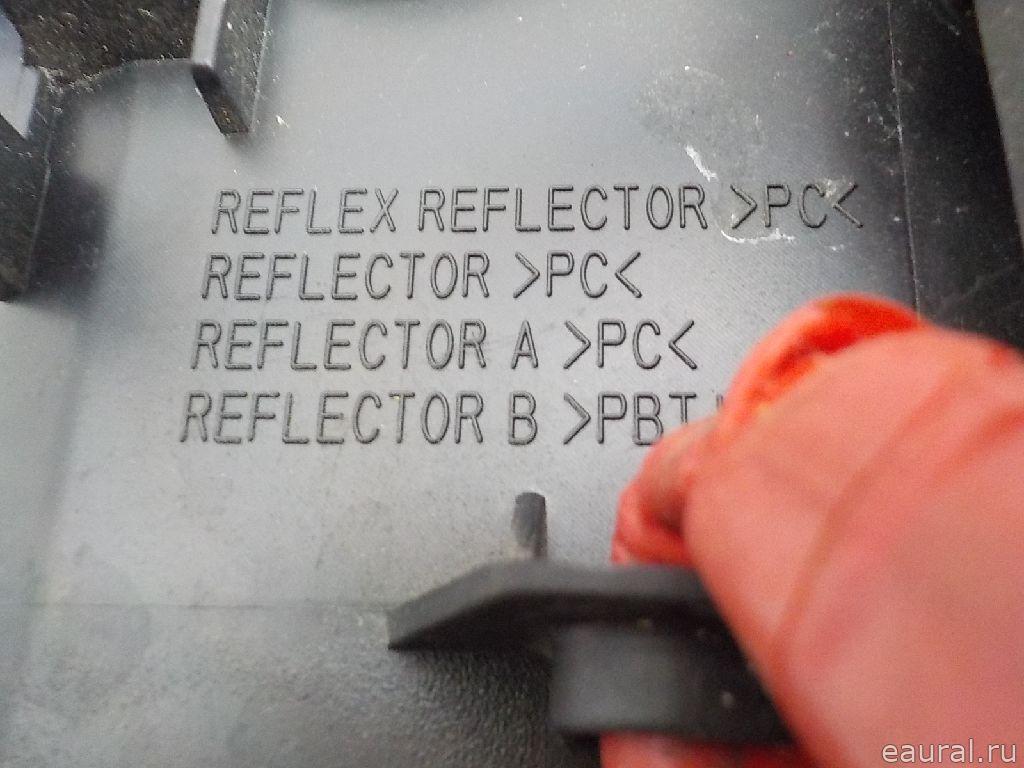 REFLEX REFLECTOR >PC<
REFLECTOR >PC<
REFLECTOR A >PC<
REFLECTOR B >PBT
eaural.ru